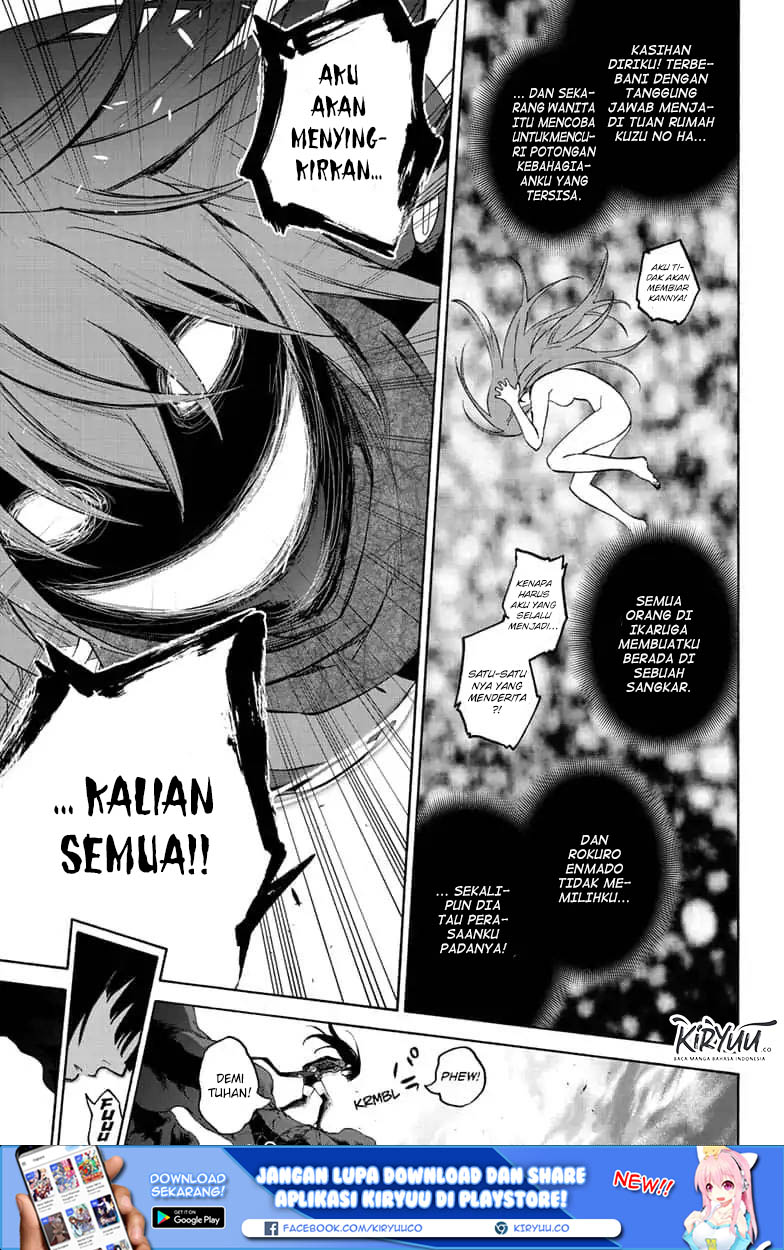 KASIHAN
DIRIKU! TERBE-
BANI DENGAN
TANGGUNG
JAWAB MENJA-
DI TUAN RUMAH
KUZU NO HA...
... DAN SEKA-
RANG WANITA
ITU MENCOBA
UNTUKMENCU-
RI POTONGAN
KEBAHAGIA-
ANKU YANG
TERSISA.
AKU TI-
DAK AKAN
MEMBIAR
KANNYA!
SEMUA
ORANG DI
IKARUGA
MEMBUATKU
BERADA DI
SEBUAH
SANGKAR.
KENAPA
HARUS
AKU YANG
SELALU
MENJADI...
SATU-SATU
NYA YANG
MENDERITA
?!
DAN
ROKURO
ENMADO
TIDAK ME-
MILIHKU...
... SEKALI-
PUN DIA
TAU PERA-
SAANKU
PADANYA!
AKU
AKAN
MENYING-
KIRKAN...
... KALIAN
SEMUA!!
KIRYUU.CO
BACA MANGA BAHASA INDONESIA
PHEW!
KRMBL
DEMI
TUHAN!
FUUU
DOWNLOAD
SEKARANG!
GET IT ON
Google Play
JANGAN LUPA DOWNLOAD DAN SHARE
APLIKASI KIRYUU DI PLAYSTORE!
FACEBOOK.COM/KIRYUUCO
KIRYUU.CO
NEW!!